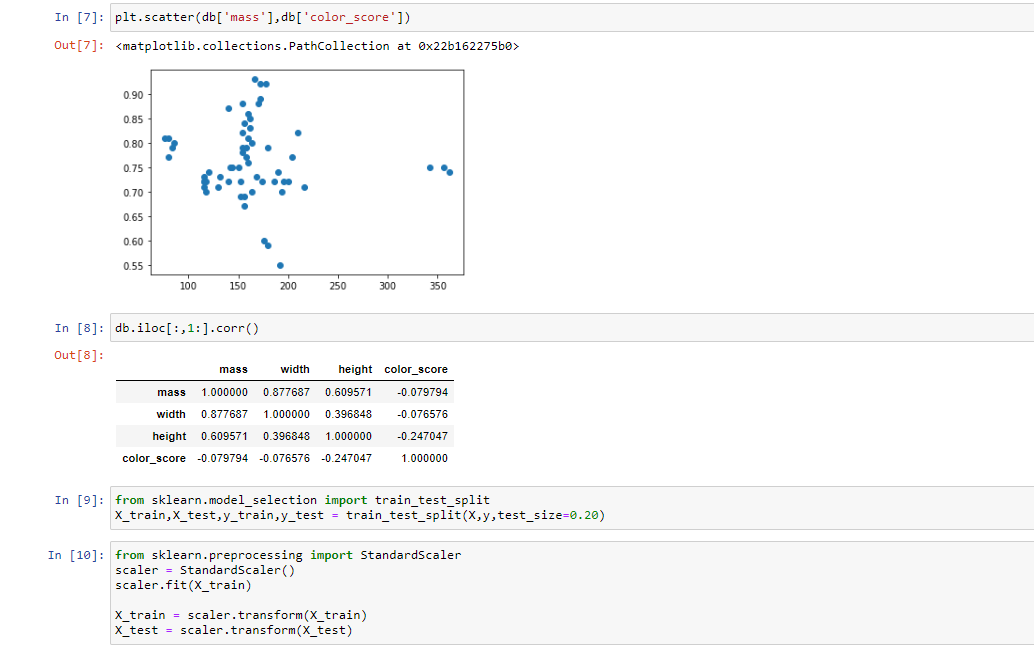 In [7]: plt.scatter(db['mass'],db['color_score'])
Out[7]: <matplotlib.collections.PathCollection at 0x22b162275b0>
0.90
0.85
0.80
0.75
0.70
0.65
0.60
0.55
100 150 200 250 300 350
In [8]: db.iloc[:,1:].corr()
Out[8]:
mass width height color_score
mass 1.000000 0.877687 0.609571 -0.079794
width 0.877687 1.000000 0.396848 -0.076576
height 0.609571 0.396848 1.000000 -0.247047
color_score -0.079794 -0.076576 -0.247047 1.000000
In [9]: from sklearn.model_selection import train_test_split
X_train,X_test,y_train,y_test = train_test_split(X,y,test_size=0.20)
In [10]: from sklearn.preprocessing import StandardScaler
scaler = StandardScaler()
scaler.fit(X_train)
X_train = scaler.transform(X_train)
X_test = scaler.transform(X_test)